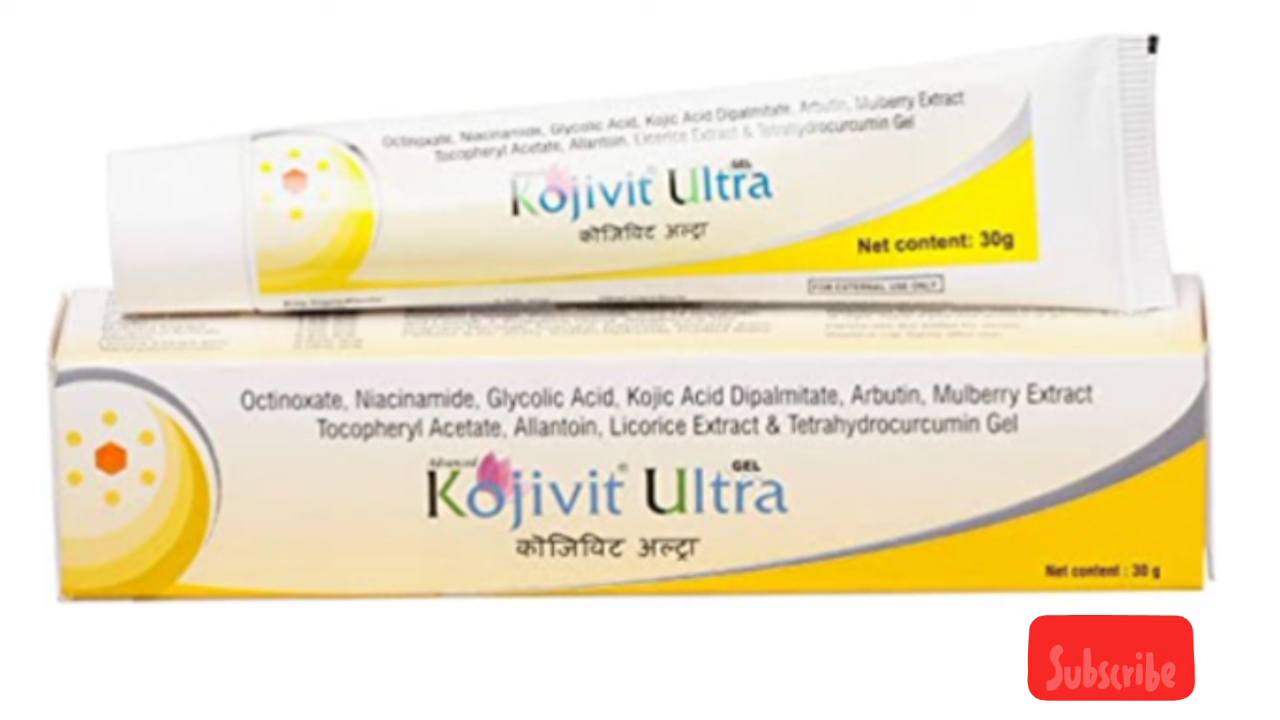 Octinoxate, Niacinamide, Glycolic Acid, Kojic Acid Dipalmitate, Arbutin, Mulberry Extract
Tocopheryl Acetate, Allantoin, Licorice Extract & Tetrahydrocurcumin Gel
GEL
Kojivit® Ultra
कोजिविट अल्ट्रा
Net content: 30g
FOR EXTERNAL USE ONLY
Octinoxate, Niacinamide, Glycolic Acid, Kojic Acid Dipalmitate, Arbutin, Mulberry Extract
Tocopheryl Acetate, Allantoin, Licorice Extract & Tetrahydrocurcumin Gel
Advanced GEL
Kojivit® Ultra
कोजिविट अल्ट्रा
Net content : 30 g
Subscribe